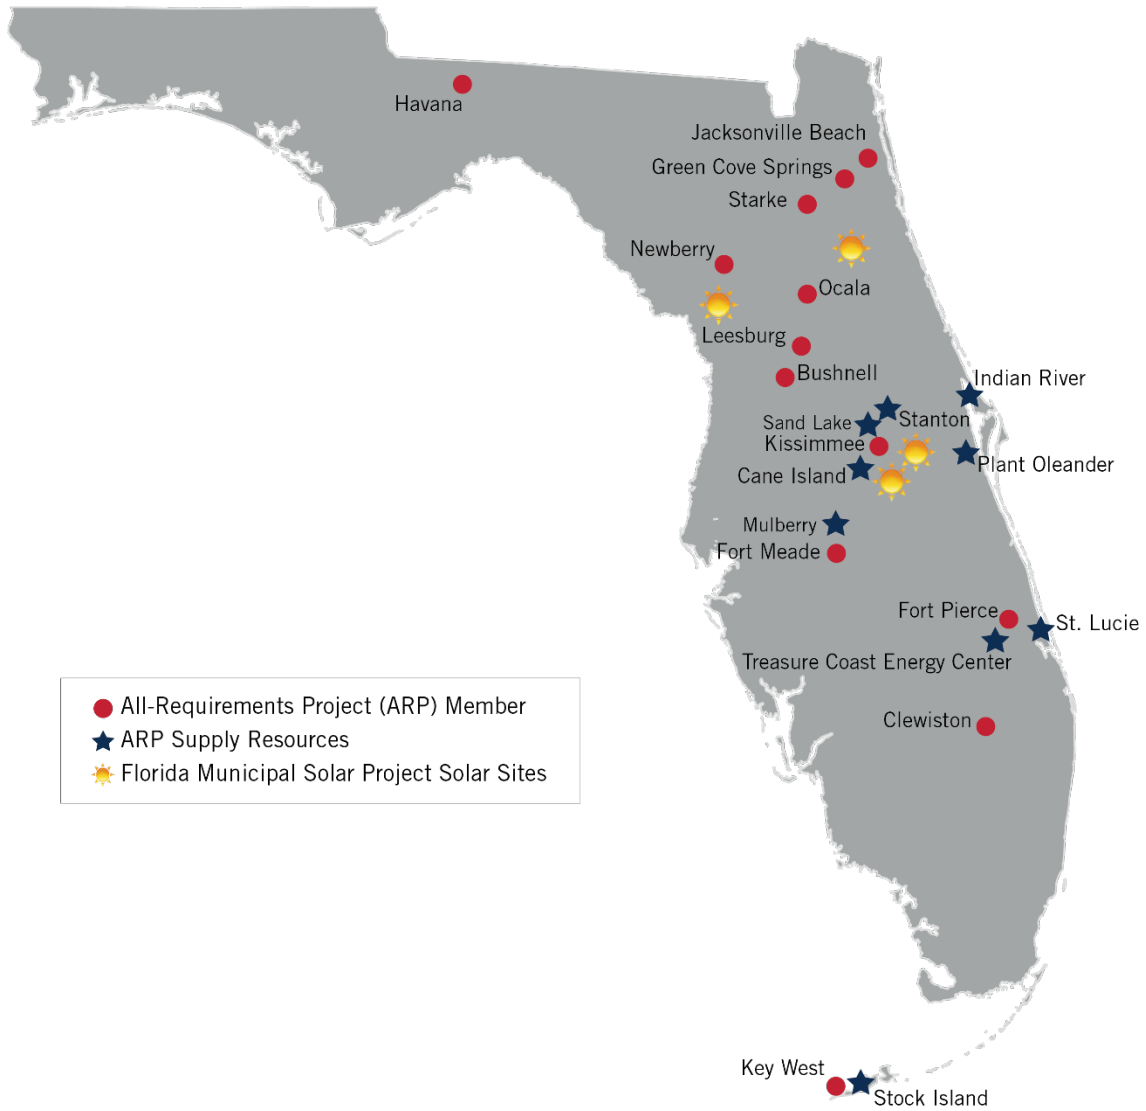 Havana
Jacksonville Beach
Green Cove Springs
Starke
Newberry
Ocala
Leesburg
Bushnell
Indian River
Stanton
Sand Lake
Kissimmee
Plant Oleander
Cane Island
Mulberry
Fort Meade
Fort Pierce
St. Lucie
Treasure Coast Energy Center
All-Requirements Project (ARP) Member
ARP Supply Resources
Florida Municipal Solar Project Solar Sites
Clewiston
Key West
Stock Island